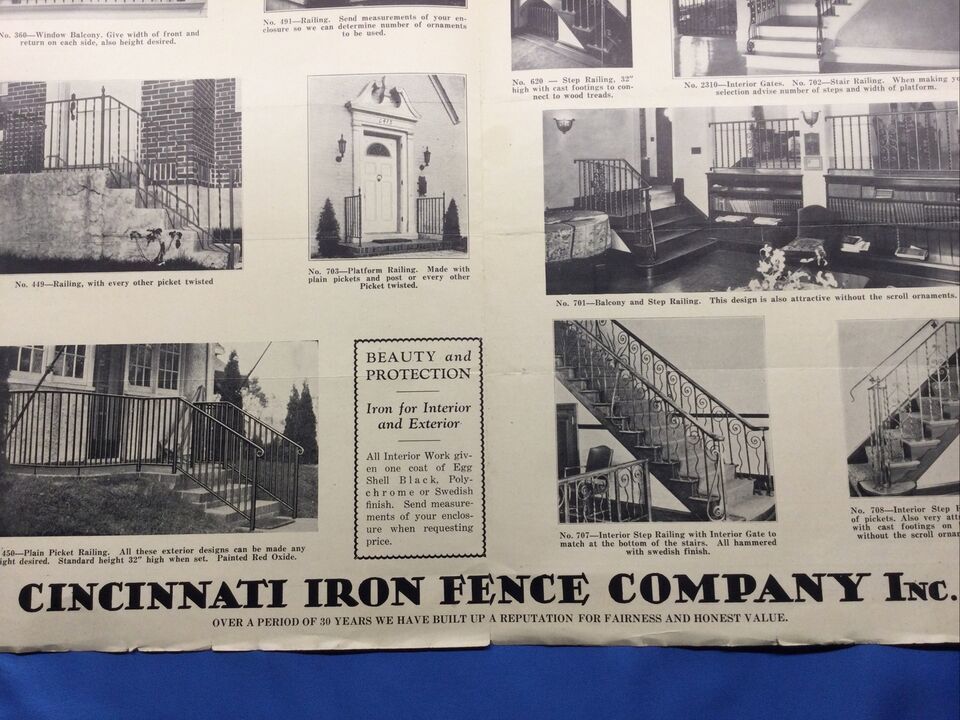 No. 360—Window Balcony. Give width of front and
return on each side, also height desired.
No. 491—Railing. Send measurements of your en-
closure so we can determine number of ornaments
to be used.
No. 620 — Step Railing, 32"
high with cast footings to con-
nect to wood treads.
No. 2310—Interior Gates. No. 702—Stair Railing. When making yo
selection advise number of steps and width of platform.
No. 449—Railing, with every other picket twisted
No. 703—Platform Railing. Made with
plain pickets and post or every other
Picket twisted.
No. 701—Balcony and Step Railing. This design is also attractive without the scroll ornaments.
450—Plain Picket Railing. All these exterior designs can be made any
ight desired. Standard height 32" high when set. Painted Red Oxide.
BEAUTY and
PROTECTION
Iron for Interior
and Exterior
All Interior Work giv-
en one coat of Egg
Shell Black, Poly-
chrome or Swedish
finish. Send measure-
ments of your enclos-
ure when requesting
price.
No. 707—Interior Step Railing with Interior Gate to
match at the bottom of the stairs. All hammered
with swedish finish.
No. 708—Interior Step
of pickets. Also very
with cast footings on
without the scroll
CINCINNATI IRON FENCE COMPANY INC.
OVER A PERIOD OF 30 YEARS WE HAVE BUILT UP A REPUTATION FOR FAIRNESS AND HONEST VALUE.